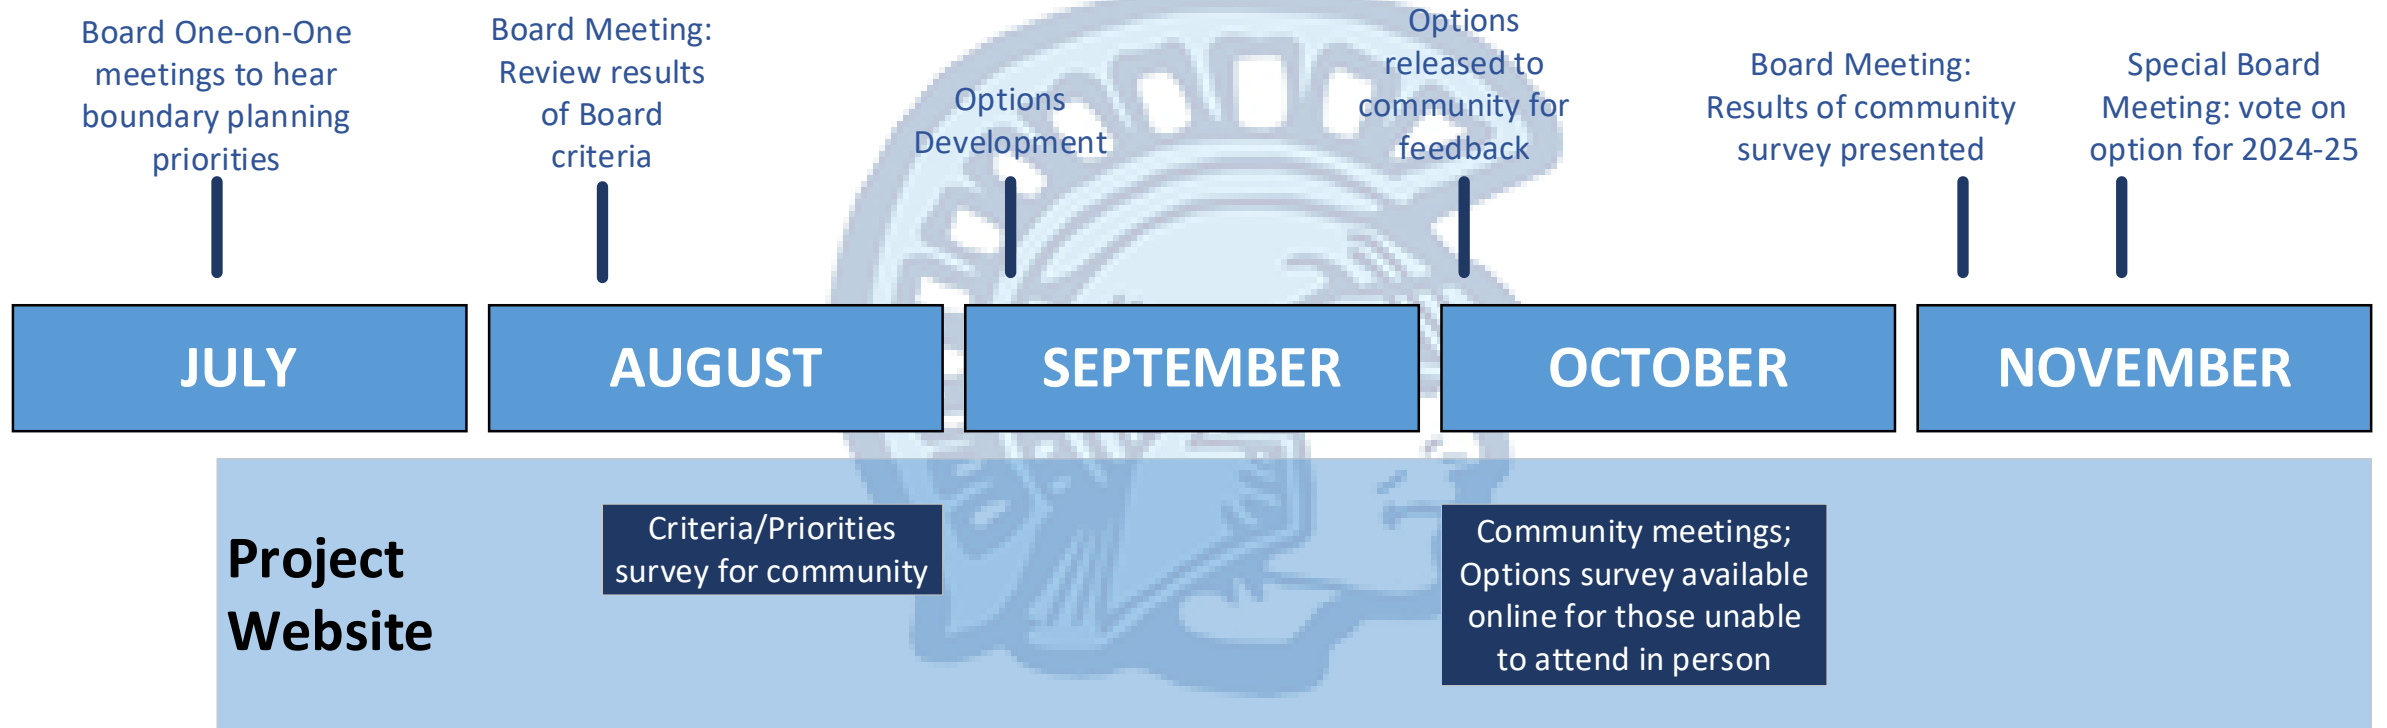 Board One-on-One
meetings to hear
boundary planning
priorities
Board Meeting:
Review results
of Board
criteria
Options
Development
Options
released to
community for
feedback
Board Meeting:
Results of community
survey presented
Special Board
Meeting: vote on
option for 2024-25
JULY
AUGUST
SEPTEMBER
OCTOBER
NOVEMBER
Project
Website
Criteria/Priorities
survey for community
Community meetings;
Options survey available
online for those unable
to attend in person